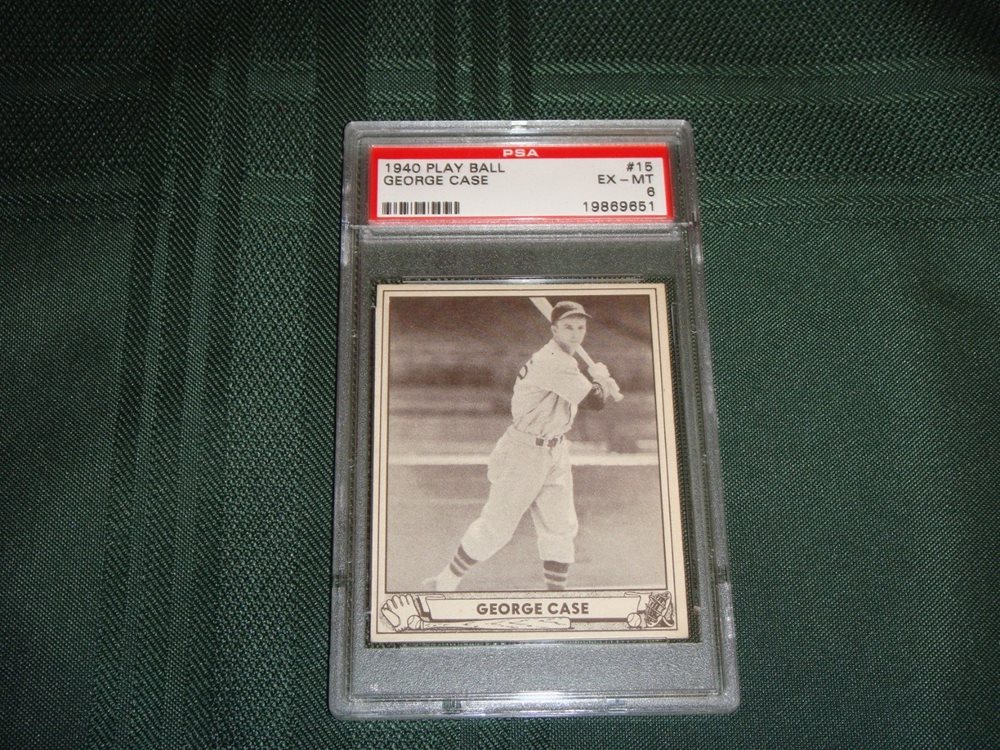 PSA
1940 PLAY BALL #15
GEORGE CASE EX-MT
6
19869651
GEORGE CASE